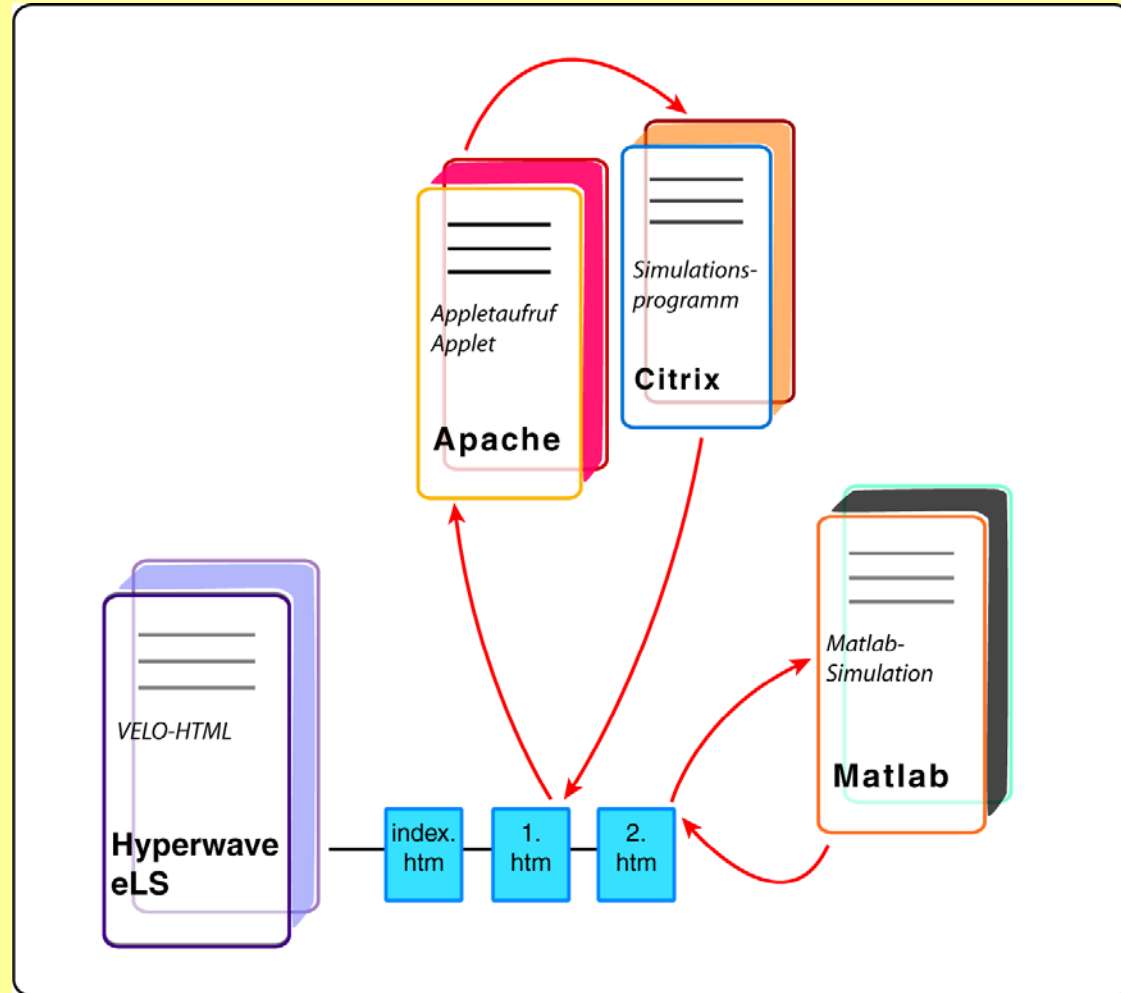 Appletaufruf
Applet
Apache
Simulations-
programm
Citrix
VELO-HTML
Hyperwave
eLS
index.
htm
1.
htm
2.
htm
Matlab-
Simulation
Matlab